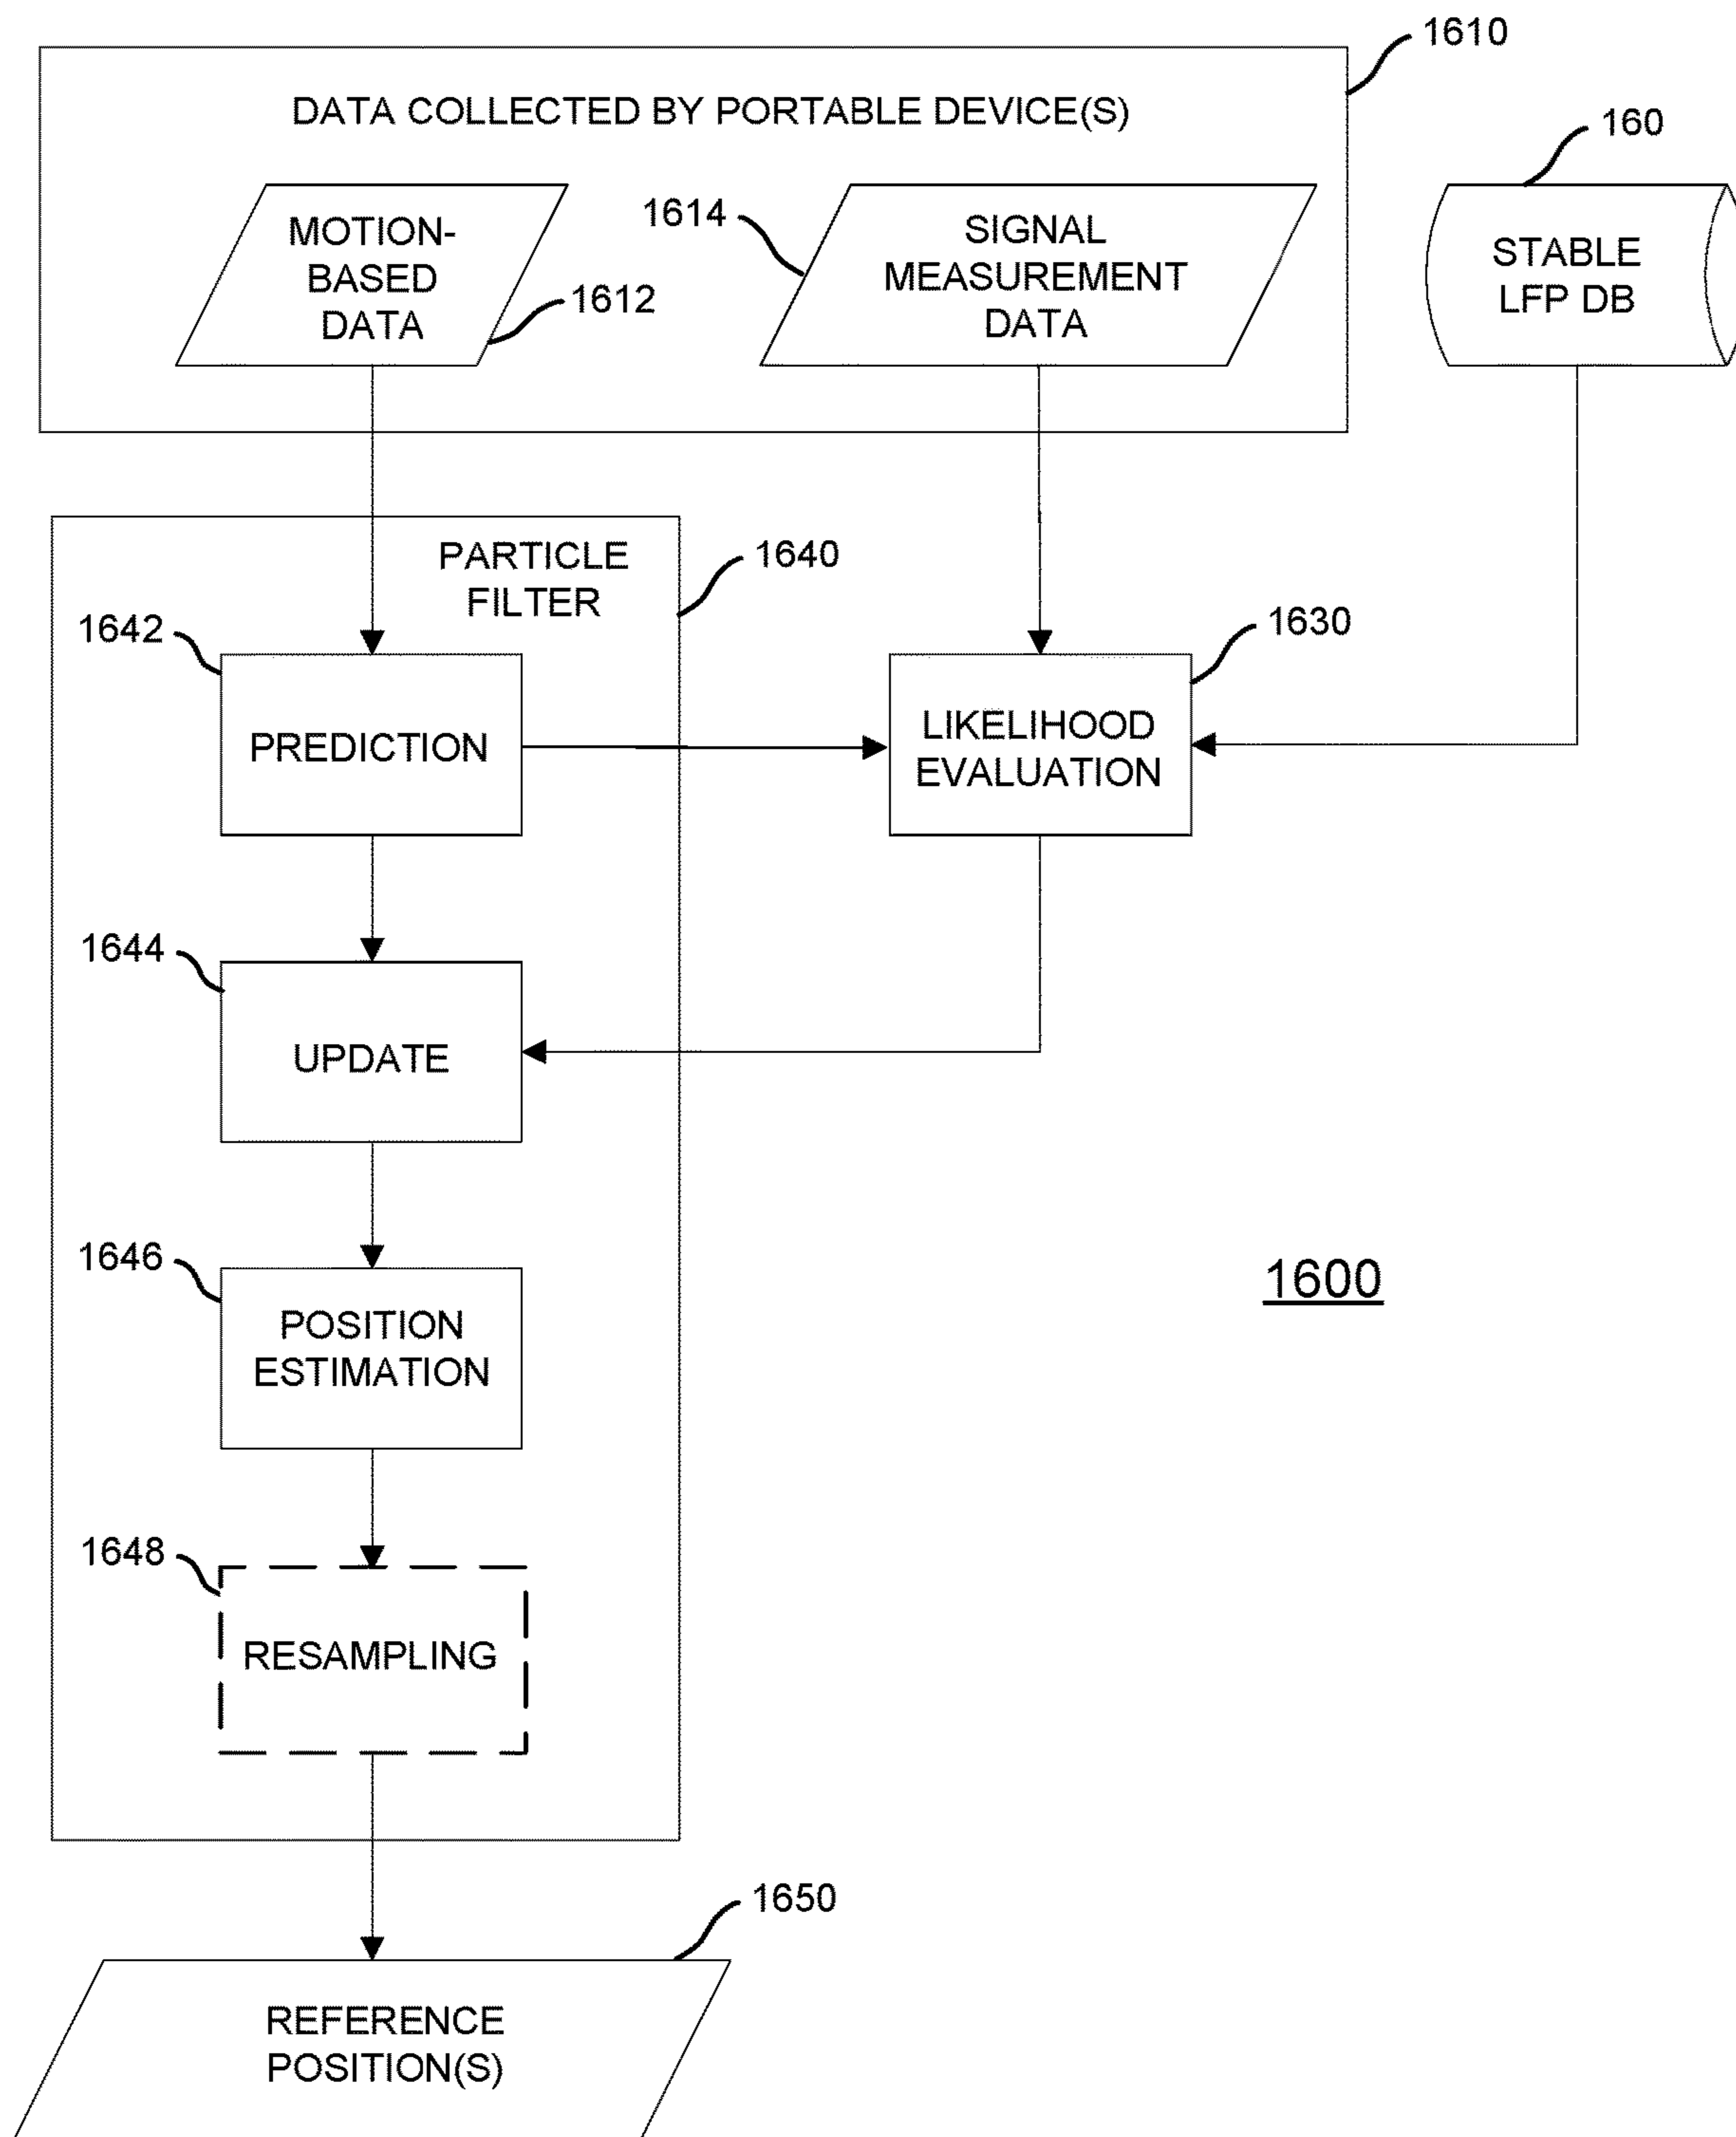 1610
DATA COLLECTED BY PORTABLE DEVICE(S)
160
MOTION-
BASED
DATA
1612
1614
SIGNAL
MEASUREMENT
DATA
STABLE
LFP DB
PARTICLE
FILTER
1640
1642
PREDICTION
1630
LIKELIHOOD
EVALUATION
1644
UPDATE
1646
POSITION
ESTIMATION
1600
1648
RESAMPLING
1650
REFERENCE
POSITION(S)